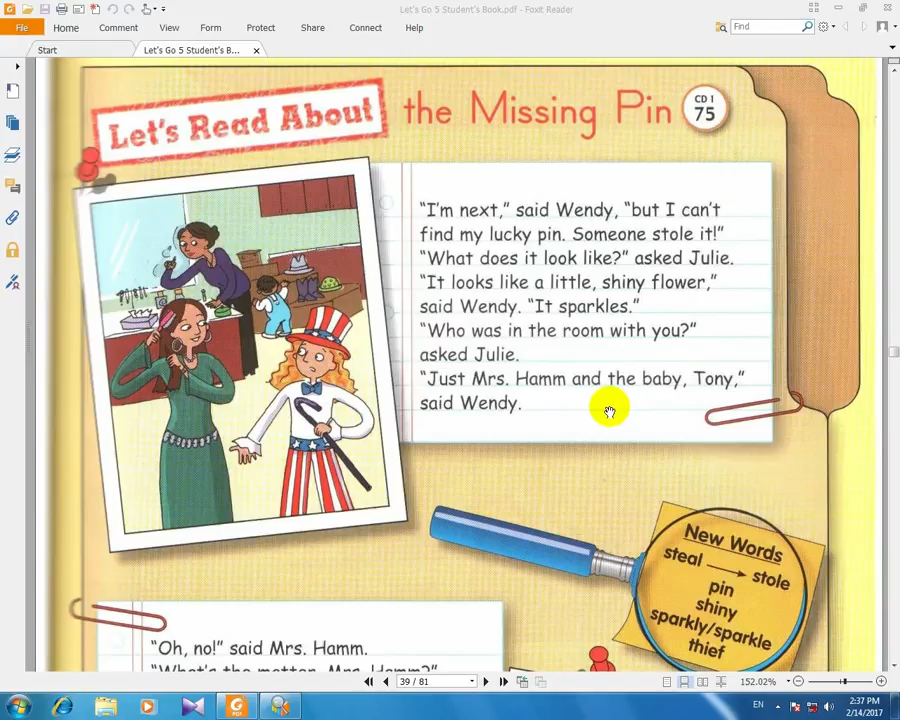 Let's Go 5 Student's Book.pdf - Foxit Reader
File Home Comment View Form Protect Share Connect Help
Find
Start Let's Go 5 Student's B...
Let's Read About the Missing Pin
CD 1
75
“I'm next,” said Wendy, “but I can't
find my lucky pin. Someone stole it!”
“What does it look like?” asked Julie.
“It looks like a little, shiny flower,”
said Wendy. “It sparkles.”
“Who was in the room with you?”
asked Julie.
“Just Mrs. Hamm and the baby, Tony,”
said Wendy.
New Words
steal → stole
pin
shiny
sparkly/sparkle
thief
“Oh, no!” said Mrs. Hamm.
“What's the matter, Mrs. Hamm?”
39 / 81
152.02%
EN
2:37 PM
2/14/2017